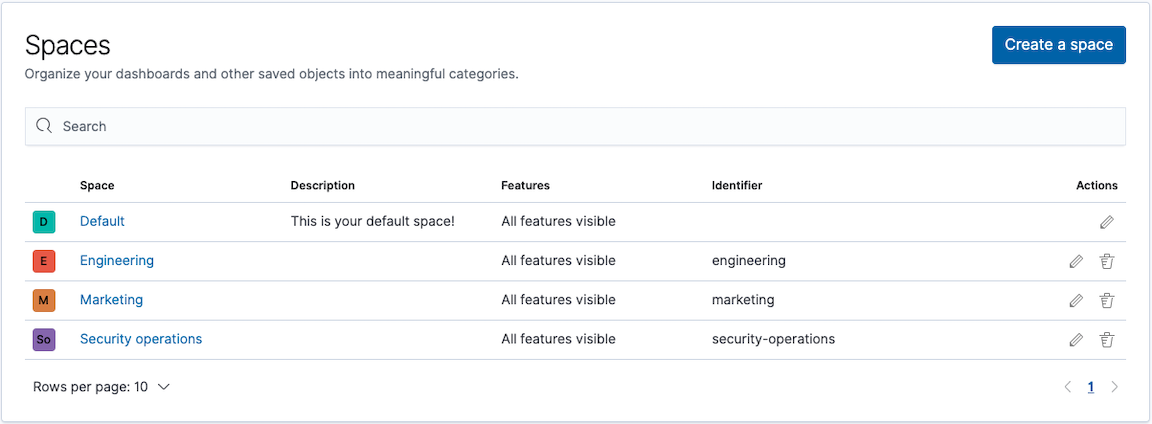 Spaces
Create a space
Organize your dashboards and other saved objects into meaningful categories.
Search
Space Description Features Identifier Actions
D Default This is your default space! All features visible
E Engineering All features visible engineering
M Marketing All features visible marketing
So Security operations All features visible security-operations
Rows per page: 10 1